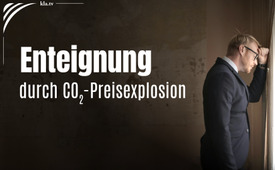 kla.tv
Enteignung
durch CO₂-Preisexplosion